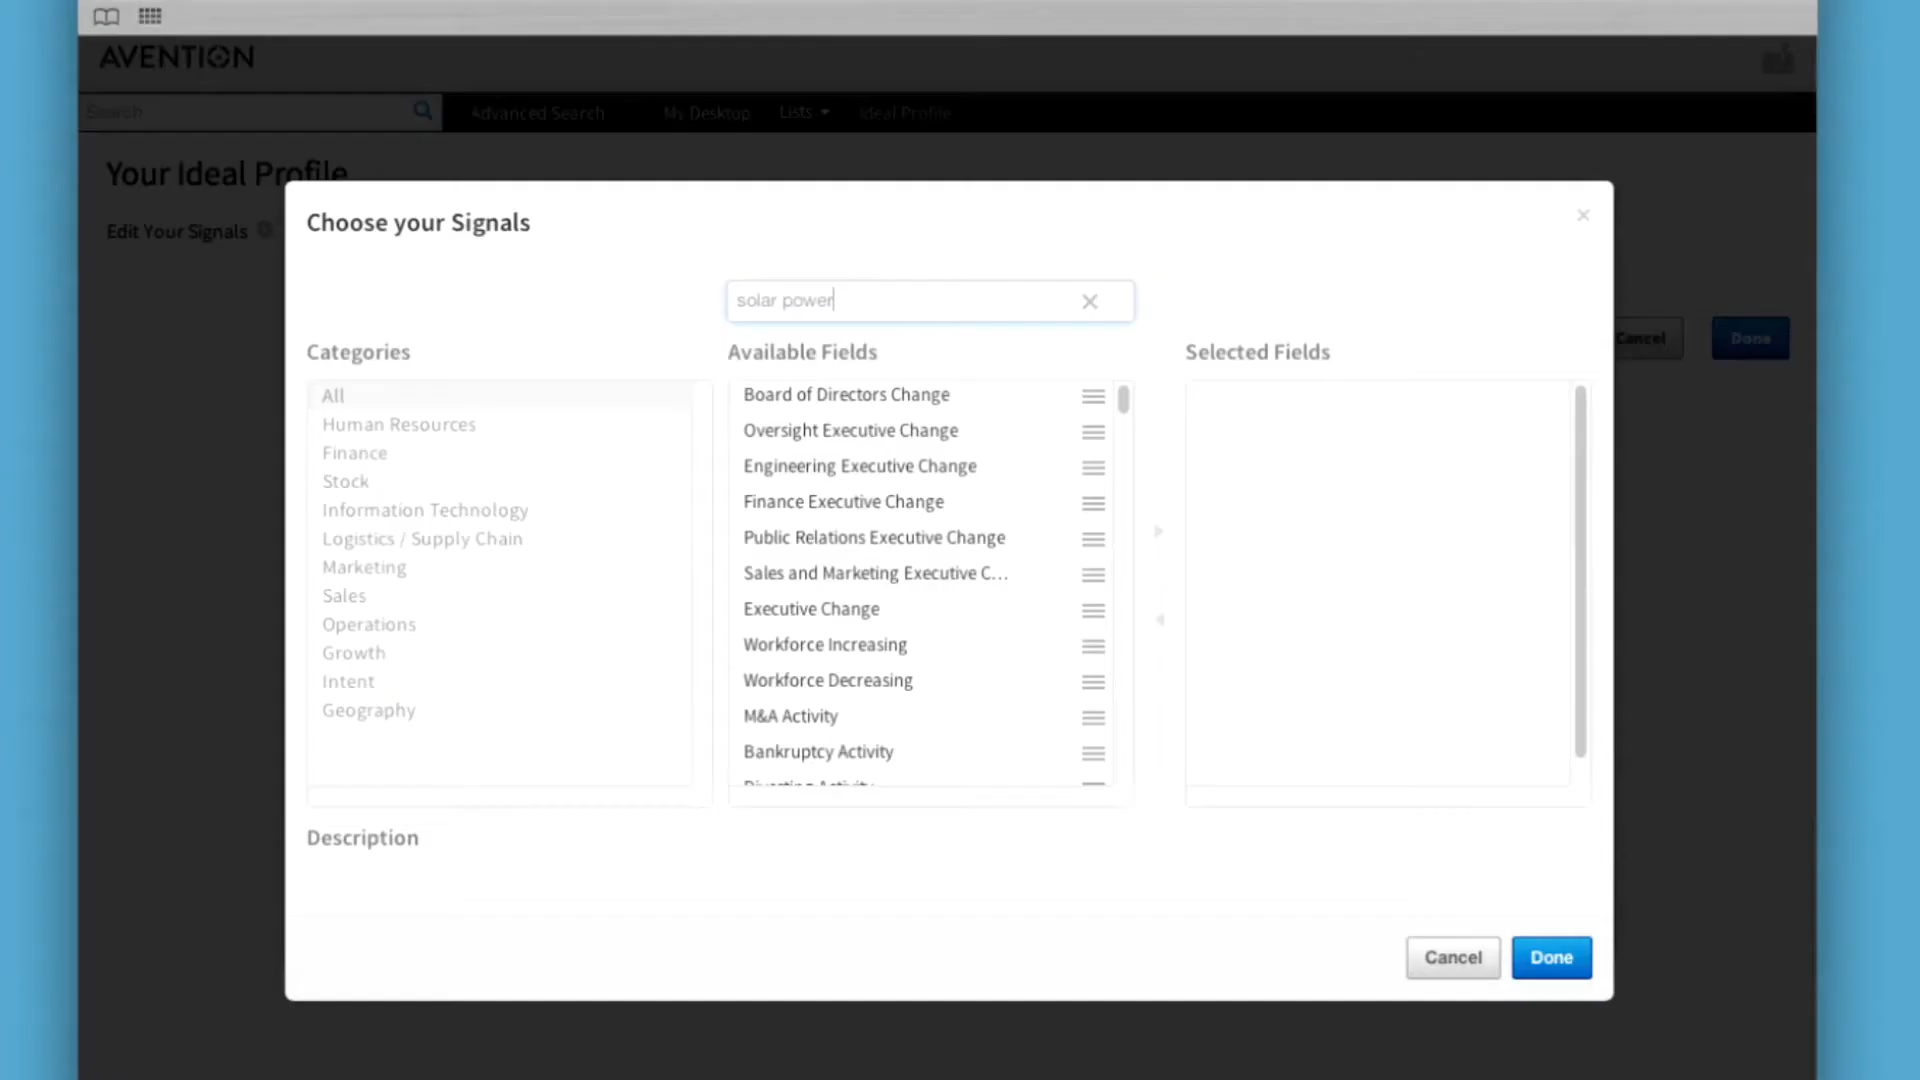 AVENTION
Search
Advanced Search
My Desktop
Lists
Ideal Profile
Your Ideal Profile
Edit Your Signals
Cancel
Done
Choose your Signals
solar power
Categories
All
Human Resources
Finance
Stock
Information Technology
Logistics / Supply Chain
Marketing
Sales
Operations
Growth
Intent
Geography
Available Fields
Board of Directors Change
Oversight Executive Change
Engineering Executive Change
Finance Executive Change
Public Relations Executive Change
Sales and Marketing Executive C...
Executive Change
Workforce Increasing
Workforce Decreasing
M&A Activity
Bankruptcy Activity
Selected Fields
Description
Cancel
Done